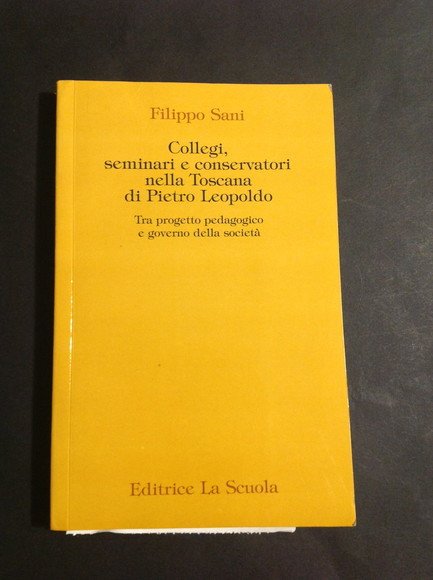 Filippo Sani
Collegi,
seminari e conservatori
nella Toscana
di Pietro Leopoldo
Tra progetto pedagogico
e governo della società
Editrice La Scuola